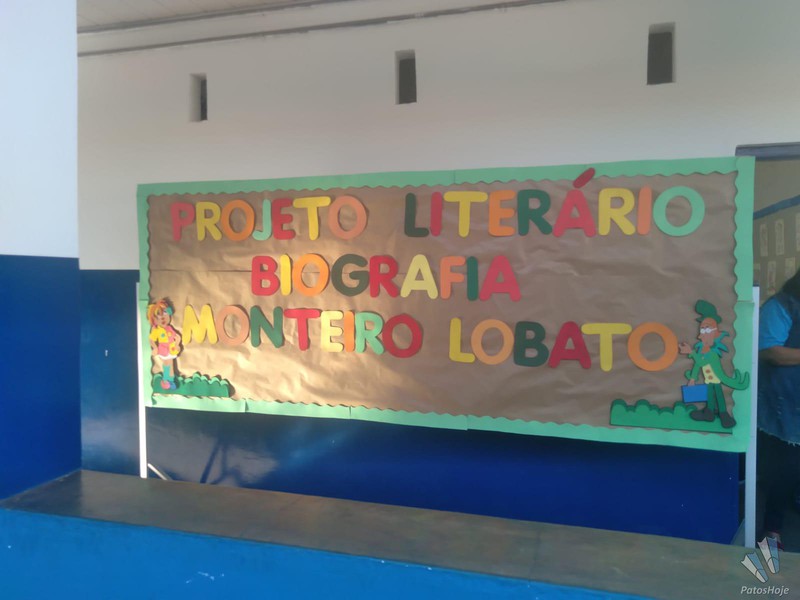 PROJETO LITERÁRIO
BIOGRAFIA
MONTEIRO LOBATO
PatosHoje